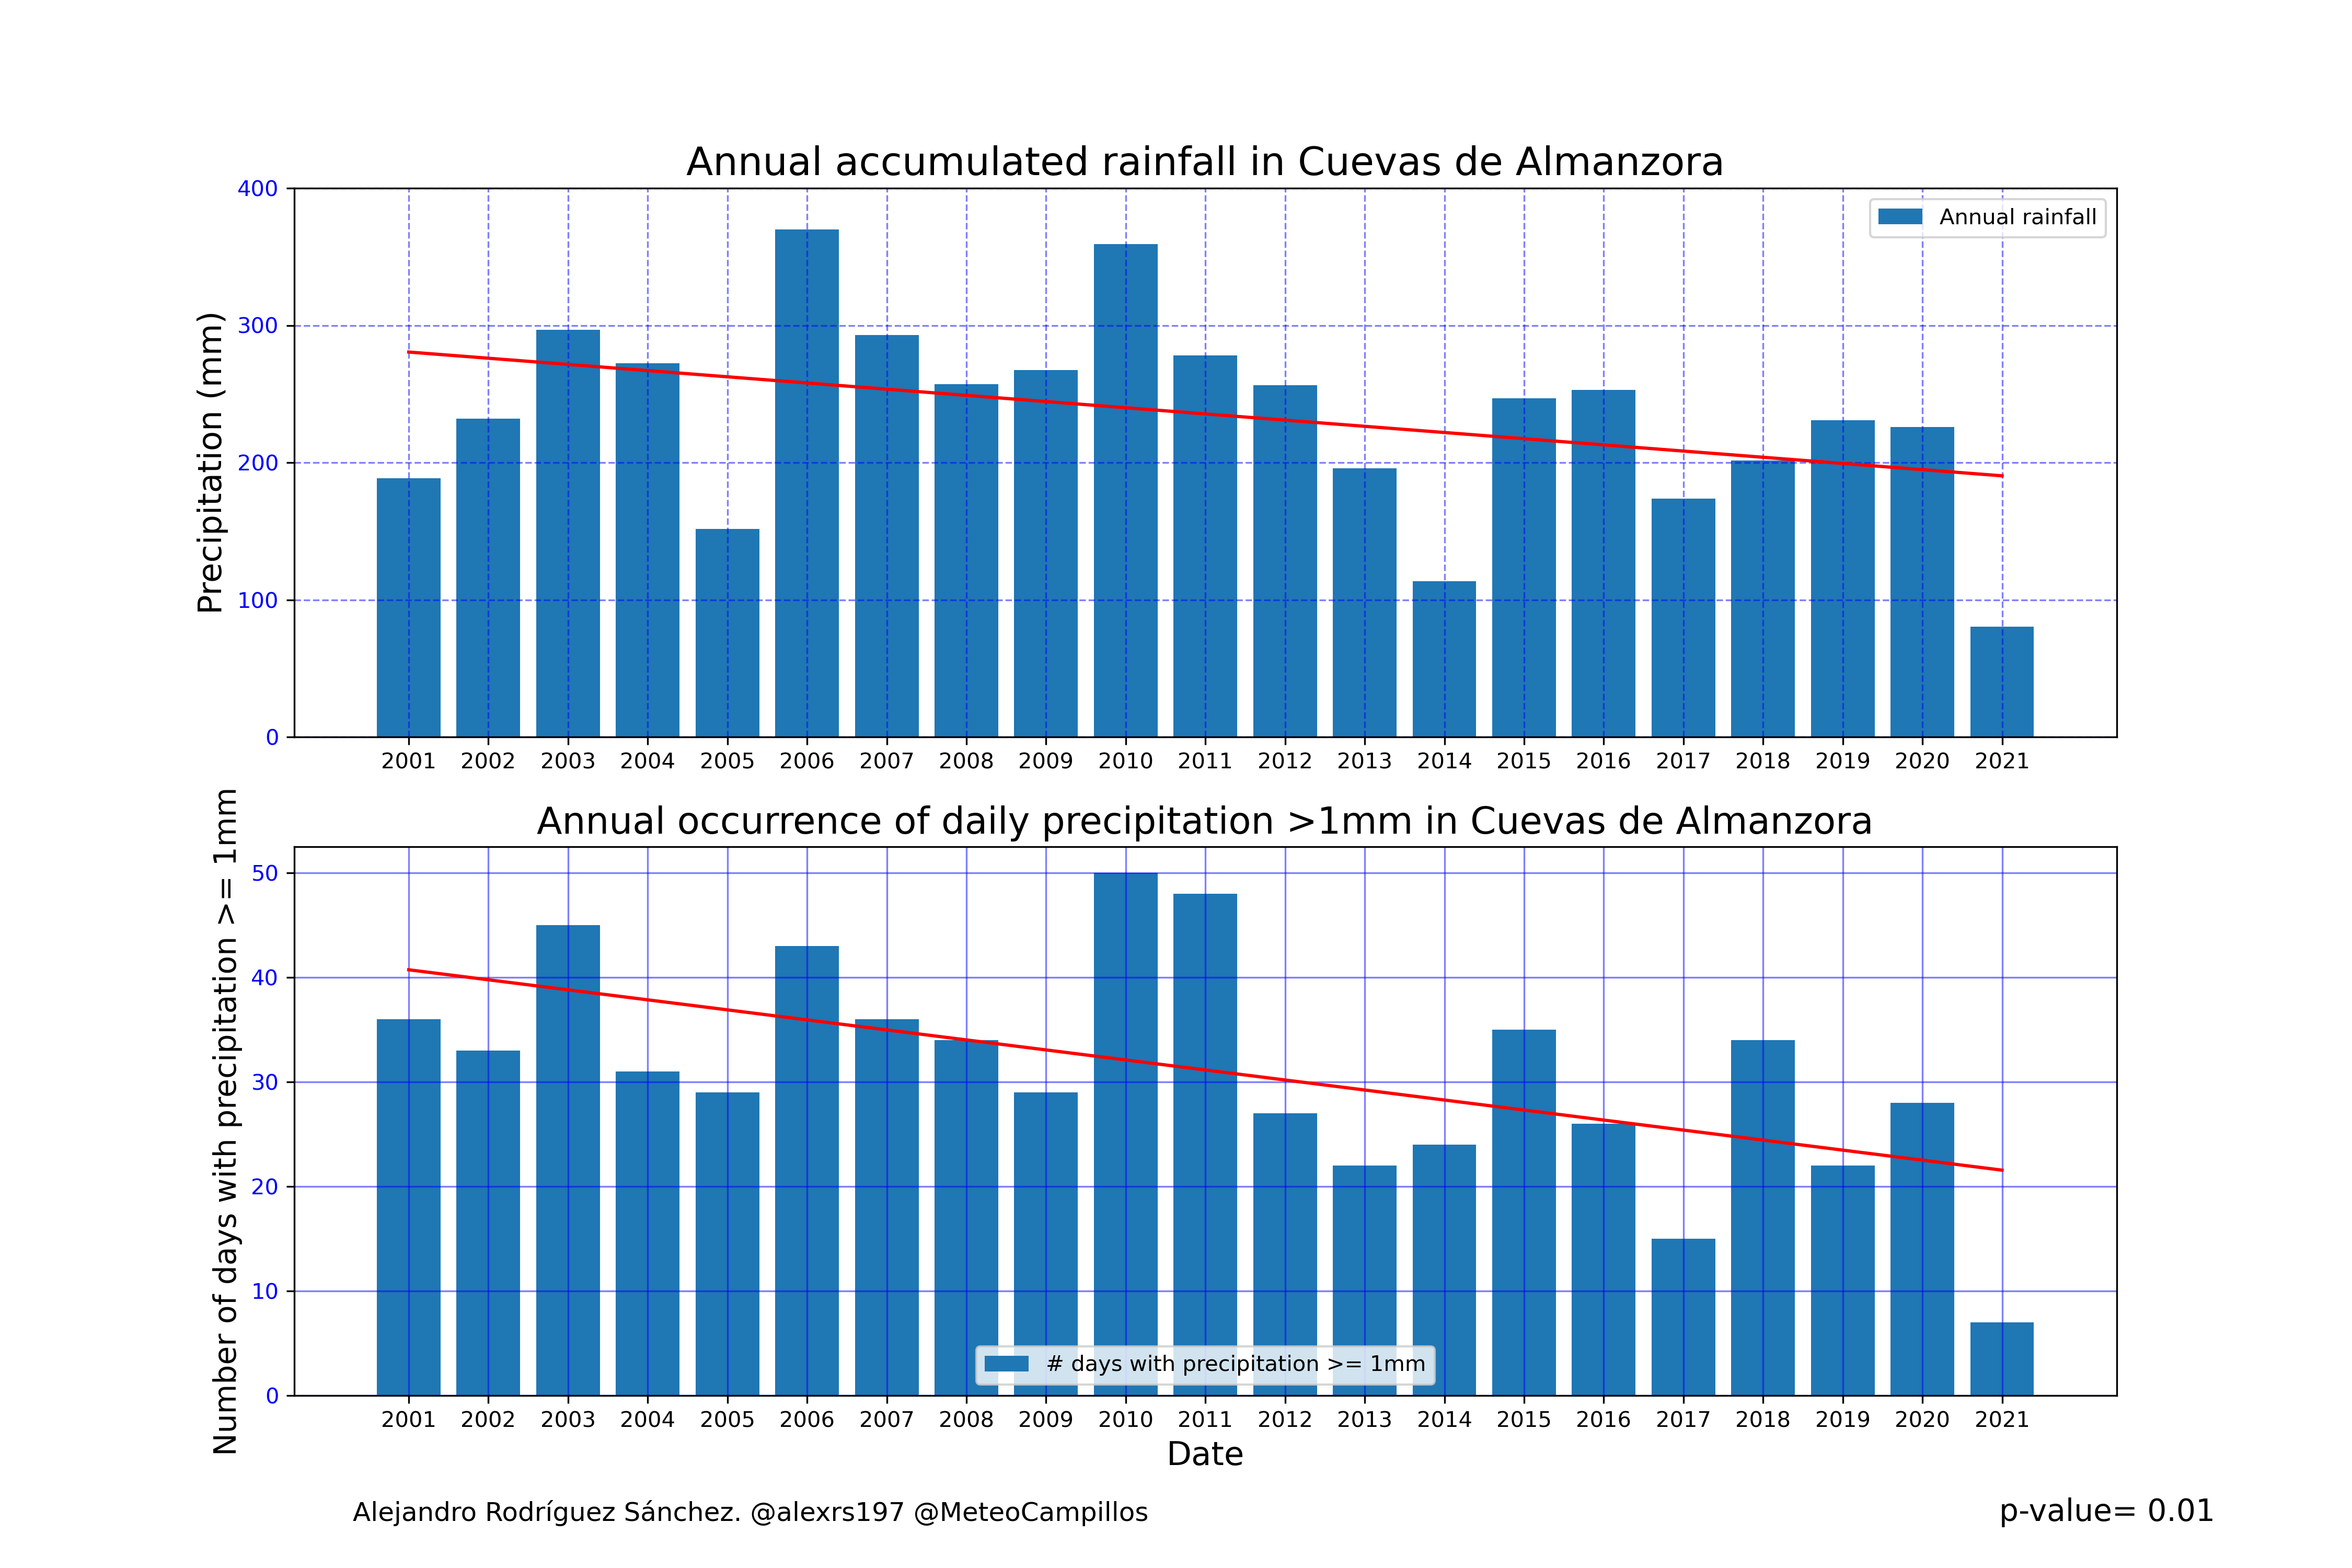 Annual accumulated rainfall in Cuevas de Almanzora
Precipitation (mm)
400
300
200
100
0
Annual rainfall
2001 2002 2003 2004 2005 2006 2007 2008 2009 2010 2011 2012 2013 2014 2015 2016 2017 2018 2019 2020 2021
Annual occurrence of daily precipitation >1mm in Cuevas de Almanzora
Number of days with precipitation >= 1mm
50
40
30
20
10
0
# days with precipitation >= 1mm
2001 2002 2003 2004 2005 2006 2007 2008 2009 2010 2011 2012 2013 2014 2015 2016 2017 2018 2019 2020 2021
Date
Alejandro Rodríguez Sánchez. @alexrs197 @MeteoCampillos
p-value= 0.01